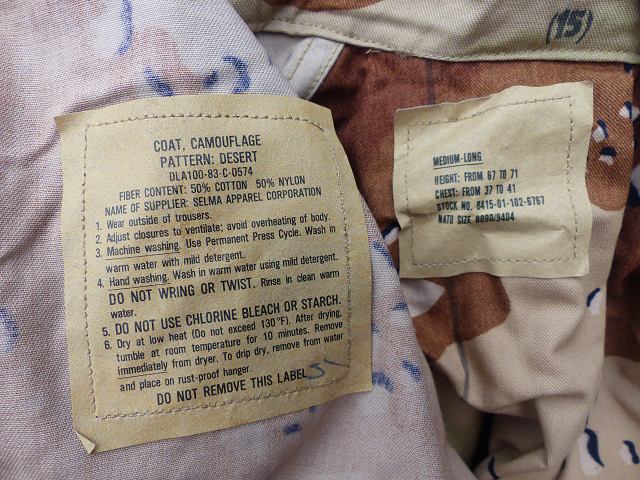 (15)
COAT, CAMOUFLAGE
PATTERN: DESERT
DLA100-83-C-0574
FIBER CONTENT: 50% COTTON 50% NYLON
NAME OF SUPPLIER: SELMA APPAREL CORPORATION
1. Wear outside of trousers.
2. Adjust closures to ventilate; avoid overheating of body.
3. Machine washing. Use Permanent Press Cycle. Wash in
warm water with mild detergent.
4. Hand washing. Wash in warm water using mild detergent.
DO NOT WRING OR TWIST. Rinse in clean warm
water.
5. DO NOT USE CHLORINE BLEACH OR STARCH.
6. Dry at low heat (Do not exceed 130°F). After drying,
tumble at room temperature for 10 minutes. Remove
immediately from dryer. To drip dry, remove from water
and place on rust-proof hanger.
DO NOT REMOVE THIS LABEL
MEDIUM-LONG
HEIGHT: FROM 67 TO 71
CHEST: FROM 37 TO 41
STOCK NO. 8415-01-102-6767
NATO SIZE 8090/9404